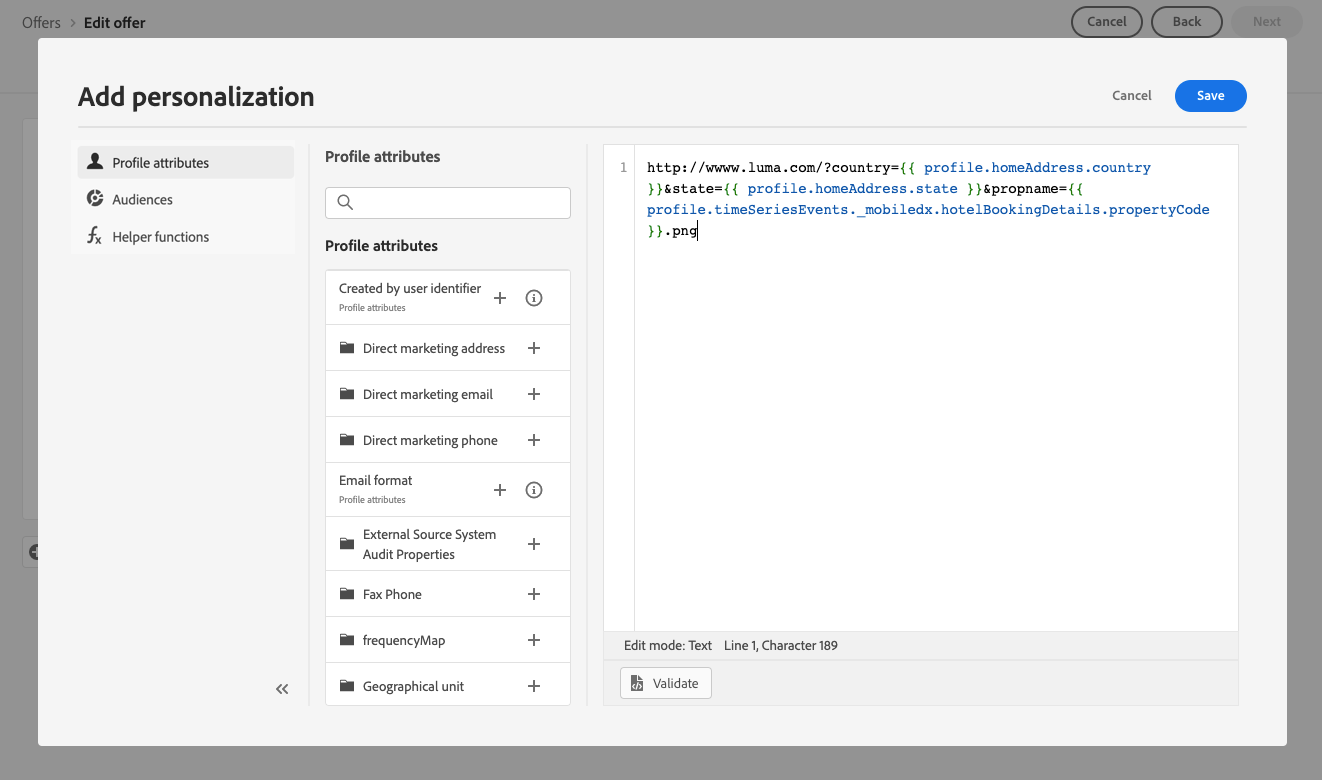 Offers > Edit offer
Cancel
Back
Next
Add personalization
Cancel
Save
Profile attributes
Audiences
Helper functions
Profile attributes
Profile attributes
Created by user identifier
Profile attributes
Direct marketing address
Direct marketing email
Direct marketing phone
Email format
Profile attributes
External Source System
Audit Properties
Fax Phone
frequencyMap
Geographical unit
1
http://wwww.luma.com/?country={{ profile.homeAddress.country
}}&state={{ profile.homeAddress.state }}&propname={{
profile.timeSeriesEvents._mobiledx.hotelBookingDetails.propertyCode
}}.png
Edit mode: Text Line 1, Character 189
Validate